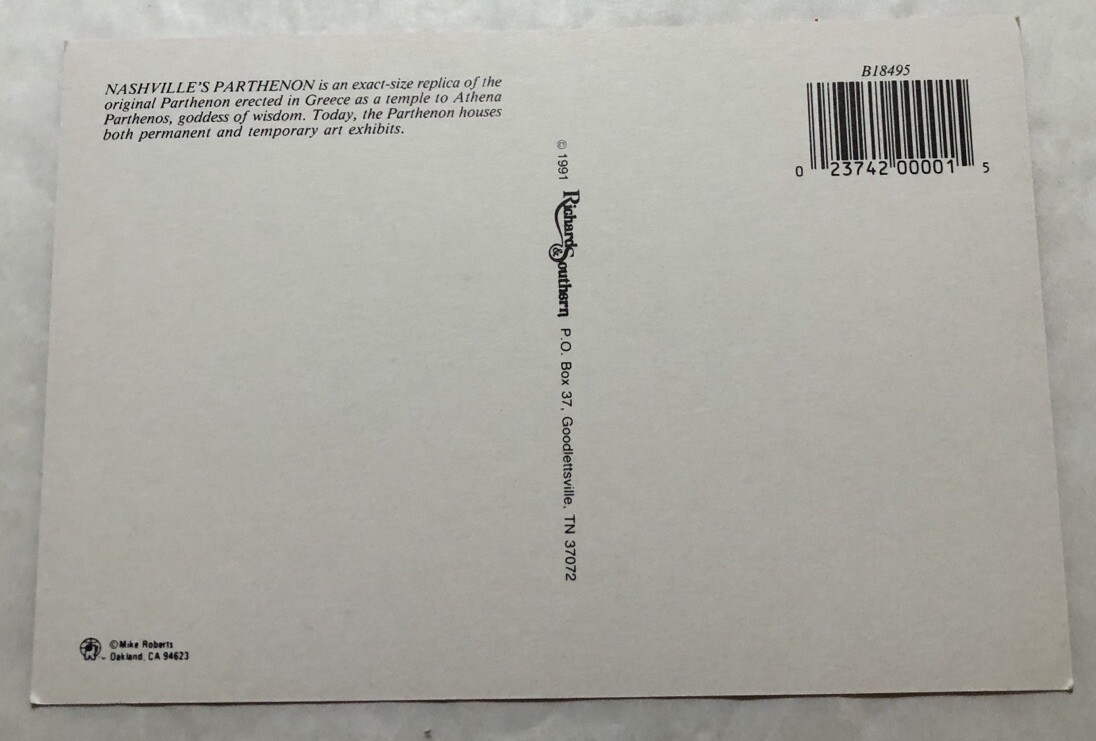 NASHVILLE'S PARTHENON is an exact-size replica of the
original Parthenon erected in Greece as a temple to Athena
Parthenos, goddess of wisdom. Today, the Parthenon houses
both permanent and temporary art exhibits.
B18495
0 23742 00001 5
© 1991 Richards & Southern P.O. Box 37, Goodlettsville, TN 37072
©Mike Roberts
Oakland, CA 94623